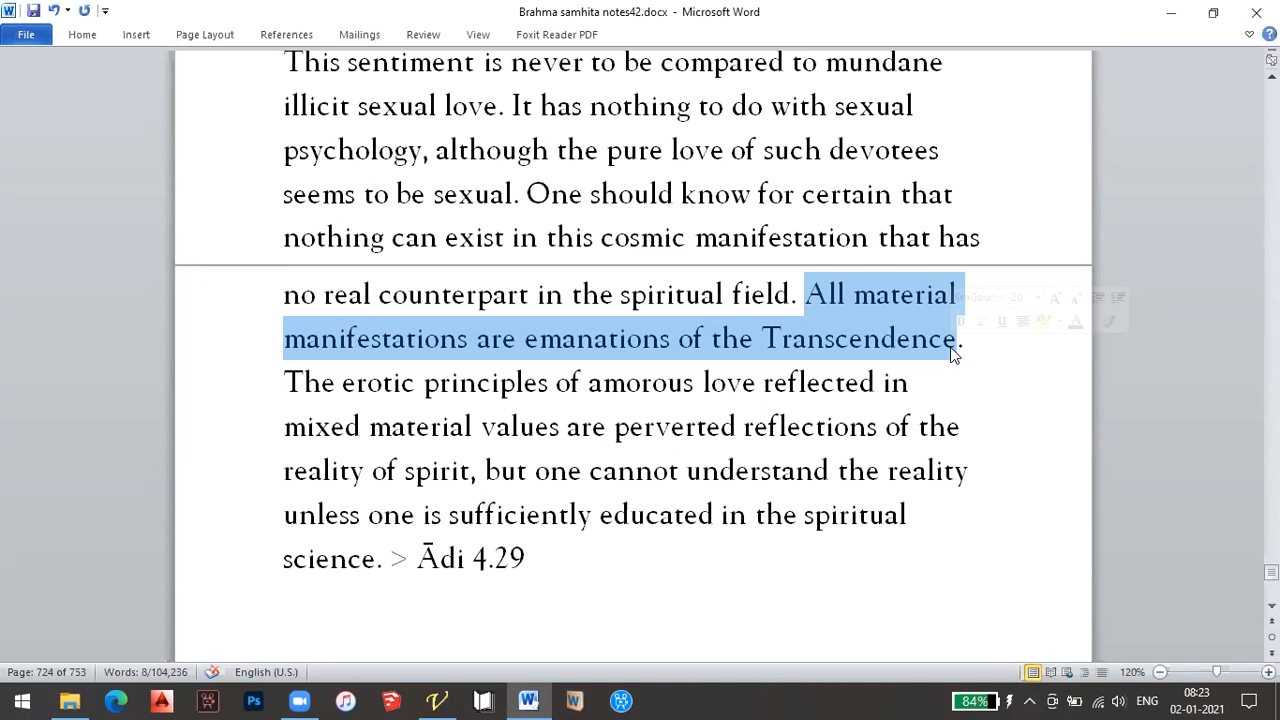 Brahma samhita notes42.docx - Microsoft Word
File Home Insert Page Layout References Mailings Review View Foxit Reader PDF
This sentiment is never to be compared to mundane
illicit sexual love. It has nothing to do with sexual
psychology, although the pure love of such devotees
seems to be sexual. One should know for certain that
nothing can exist in this cosmic manifestation that has
no real counterpart in the spiritual field. All material
manifestations are emanations of the Transcendence.
The erotic principles of amorous love reflected in
mixed material values are perverted reflections of the
reality of spirit, but one cannot understand the reality
unless one is sufficiently educated in the spiritual
science. > Ādi 4.29
Page: 724 of 753 Words: 8/104,236 English (U.S.) 120%
84% ENG 08:23
02-01-2021